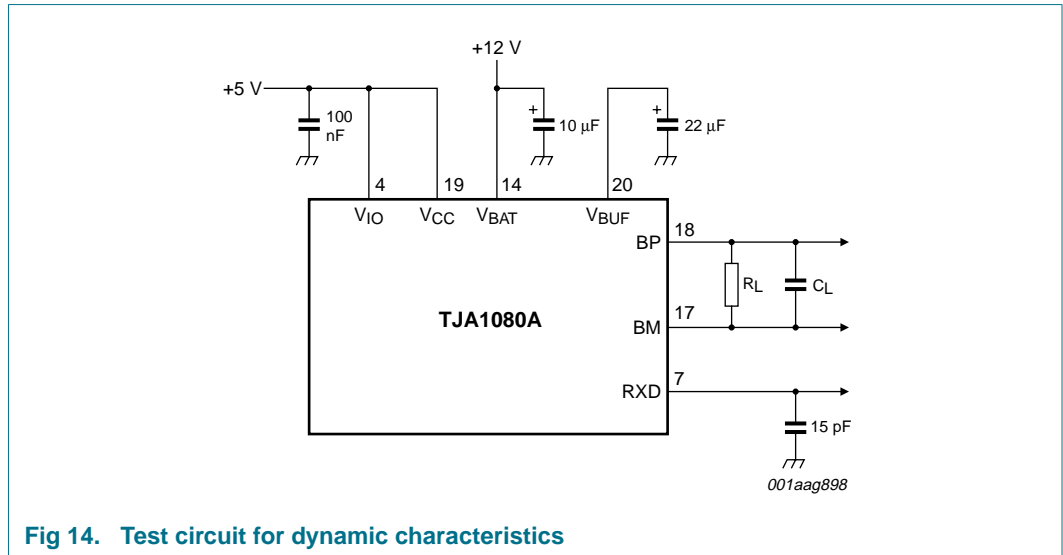 +12 V
+5 V
100
nF
+
10 μF
+
22 μF
4
19
14
20
VIO
VCC
VBAT
VBUF
BP
18
RL
CL
TJA1080A
BM
17
RXD
7
15 pF
001aag898
Fig 14. Test circuit for dynamic characteristics